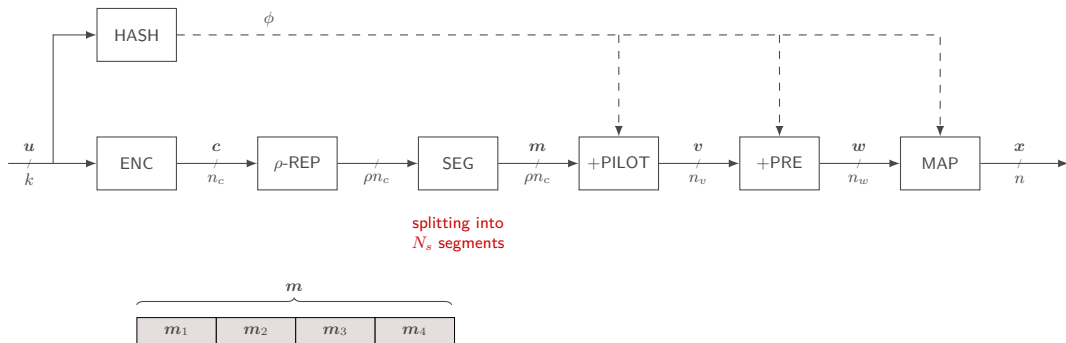 HASH
ϕ
u
k
ENC
c
n_c
ρ-REP
ρn_c
SEG
m
ρn_c
+PILOT
v
n_v
+PRE
w
n_w
MAP
x
n
splitting into
N_s segments
m
m_1 m_2 m_3 m_4